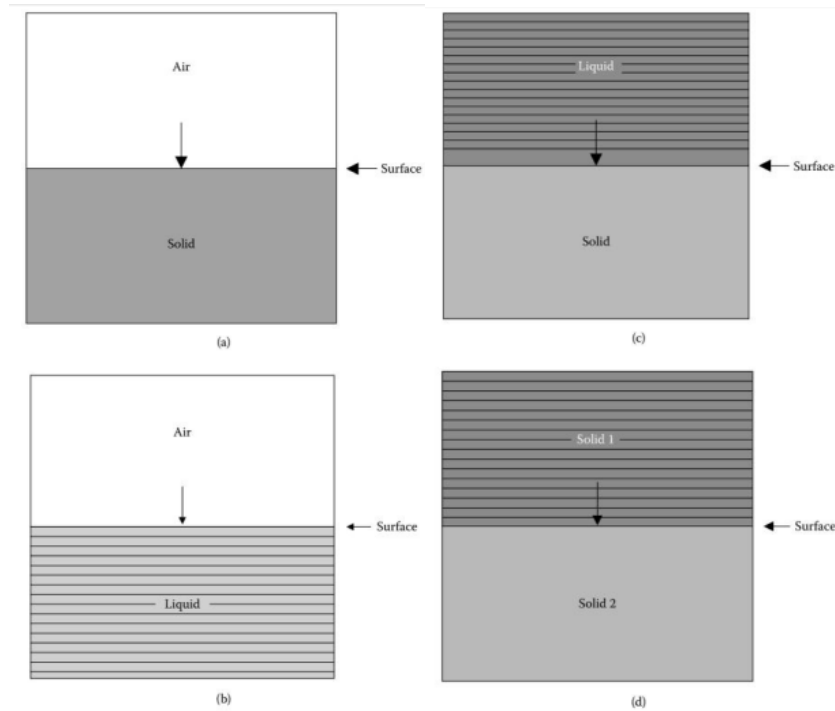 Air
Surface
Solid
(a)
Liquid
Surface
Solid
(c)
Air
Surface
Liquid
(b)
Solid 1
Surface
Solid 2
(d)